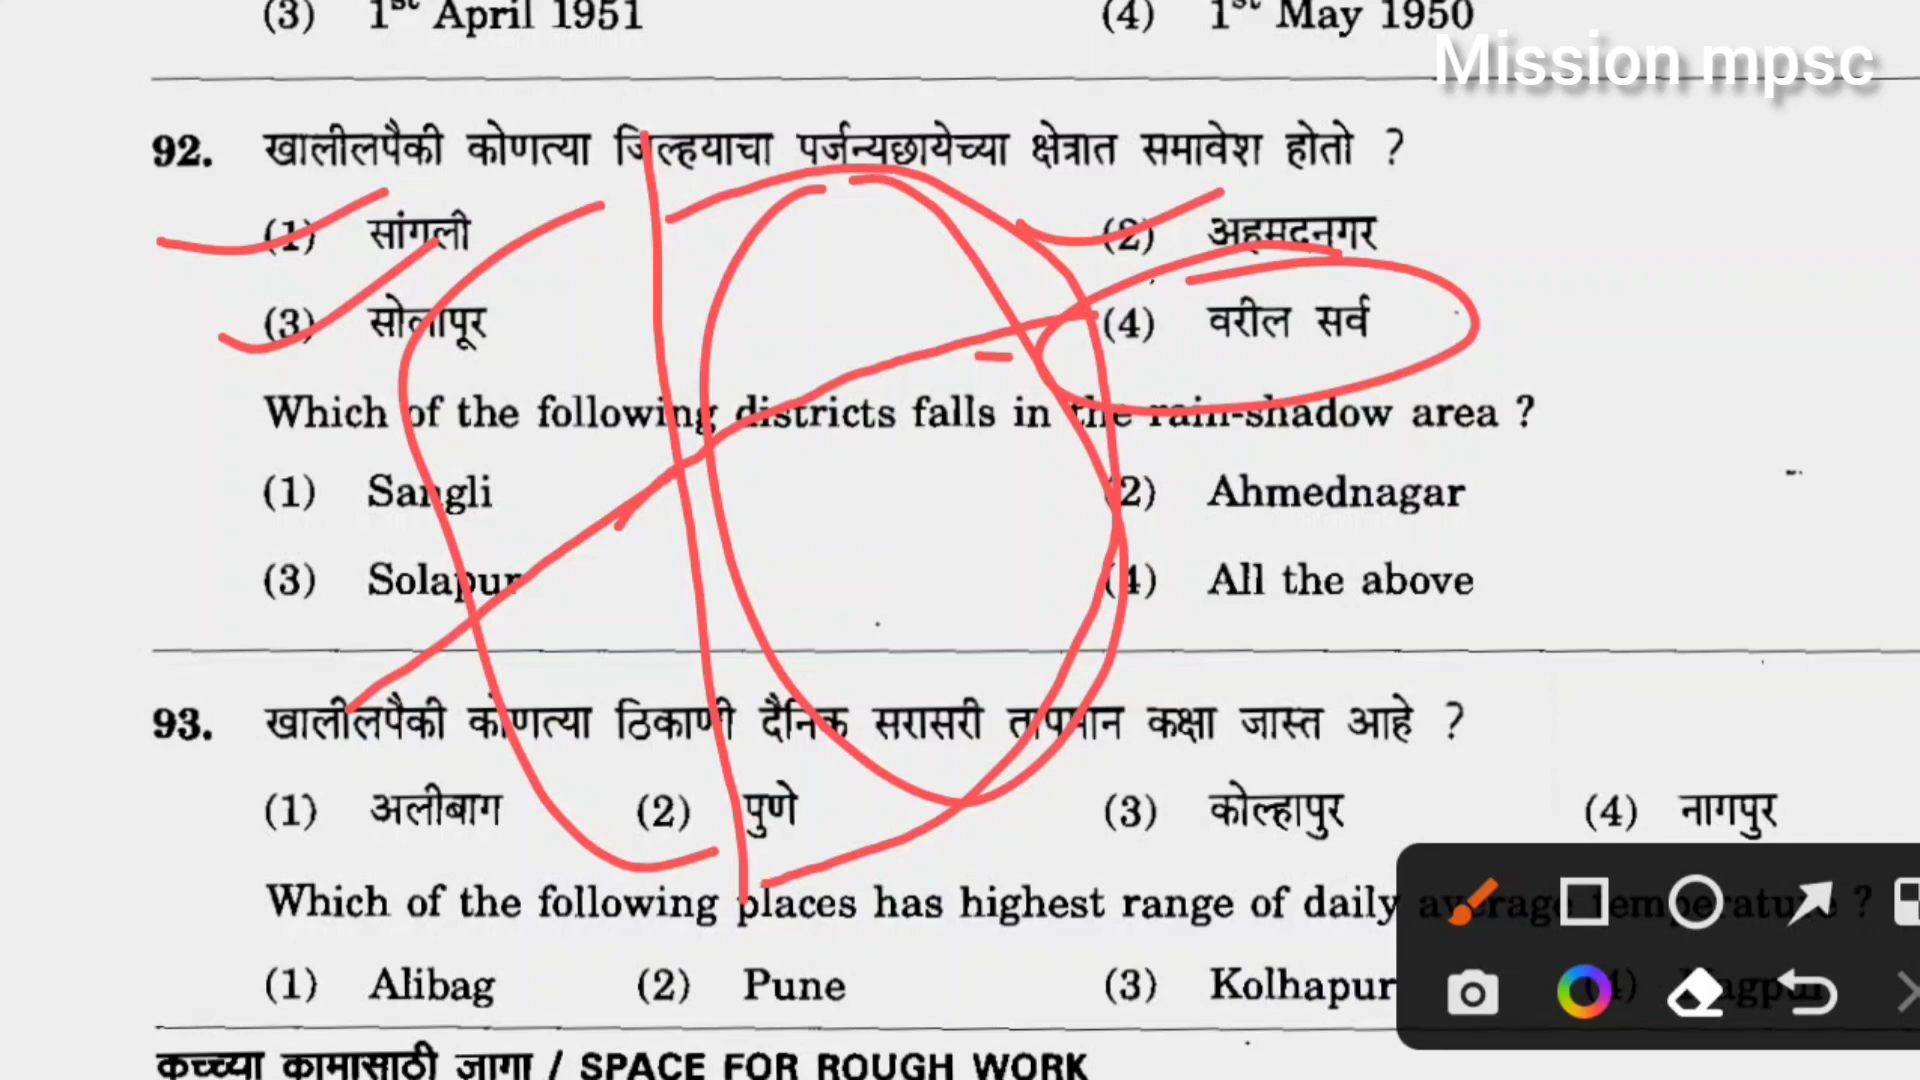 (3) 1st April 1951 (4) 1st May 1950
Mission mpsc
92. खालीलपैकी कोणत्या जिल्हयाचा पर्जन्यछायेच्या क्षेत्रात समावेश होतो ?
(1) सांगली (2) अहमदनगर
(3) सोलापूर (4) वरील सर्व
Which of the following districts falls in the rain-shadow area ?
(1) Sangli (2) Ahmednagar
(3) Solapur (4) All the above
93. खालीलपैकी कोणत्या ठिकाणी दैनिक सरासरी तापमान कक्षा जास्त आहे ?
(1) अलीबाग (2) पुणे (3) कोल्हापुर (4) नागपुर
Which of the following places has highest range of daily average temperature ?
(1) Alibag (2) Pune (3) Kolhapur (4) Nagpur
कच्च्या कामासाठी जागा / SPACE FOR ROUGH WORK